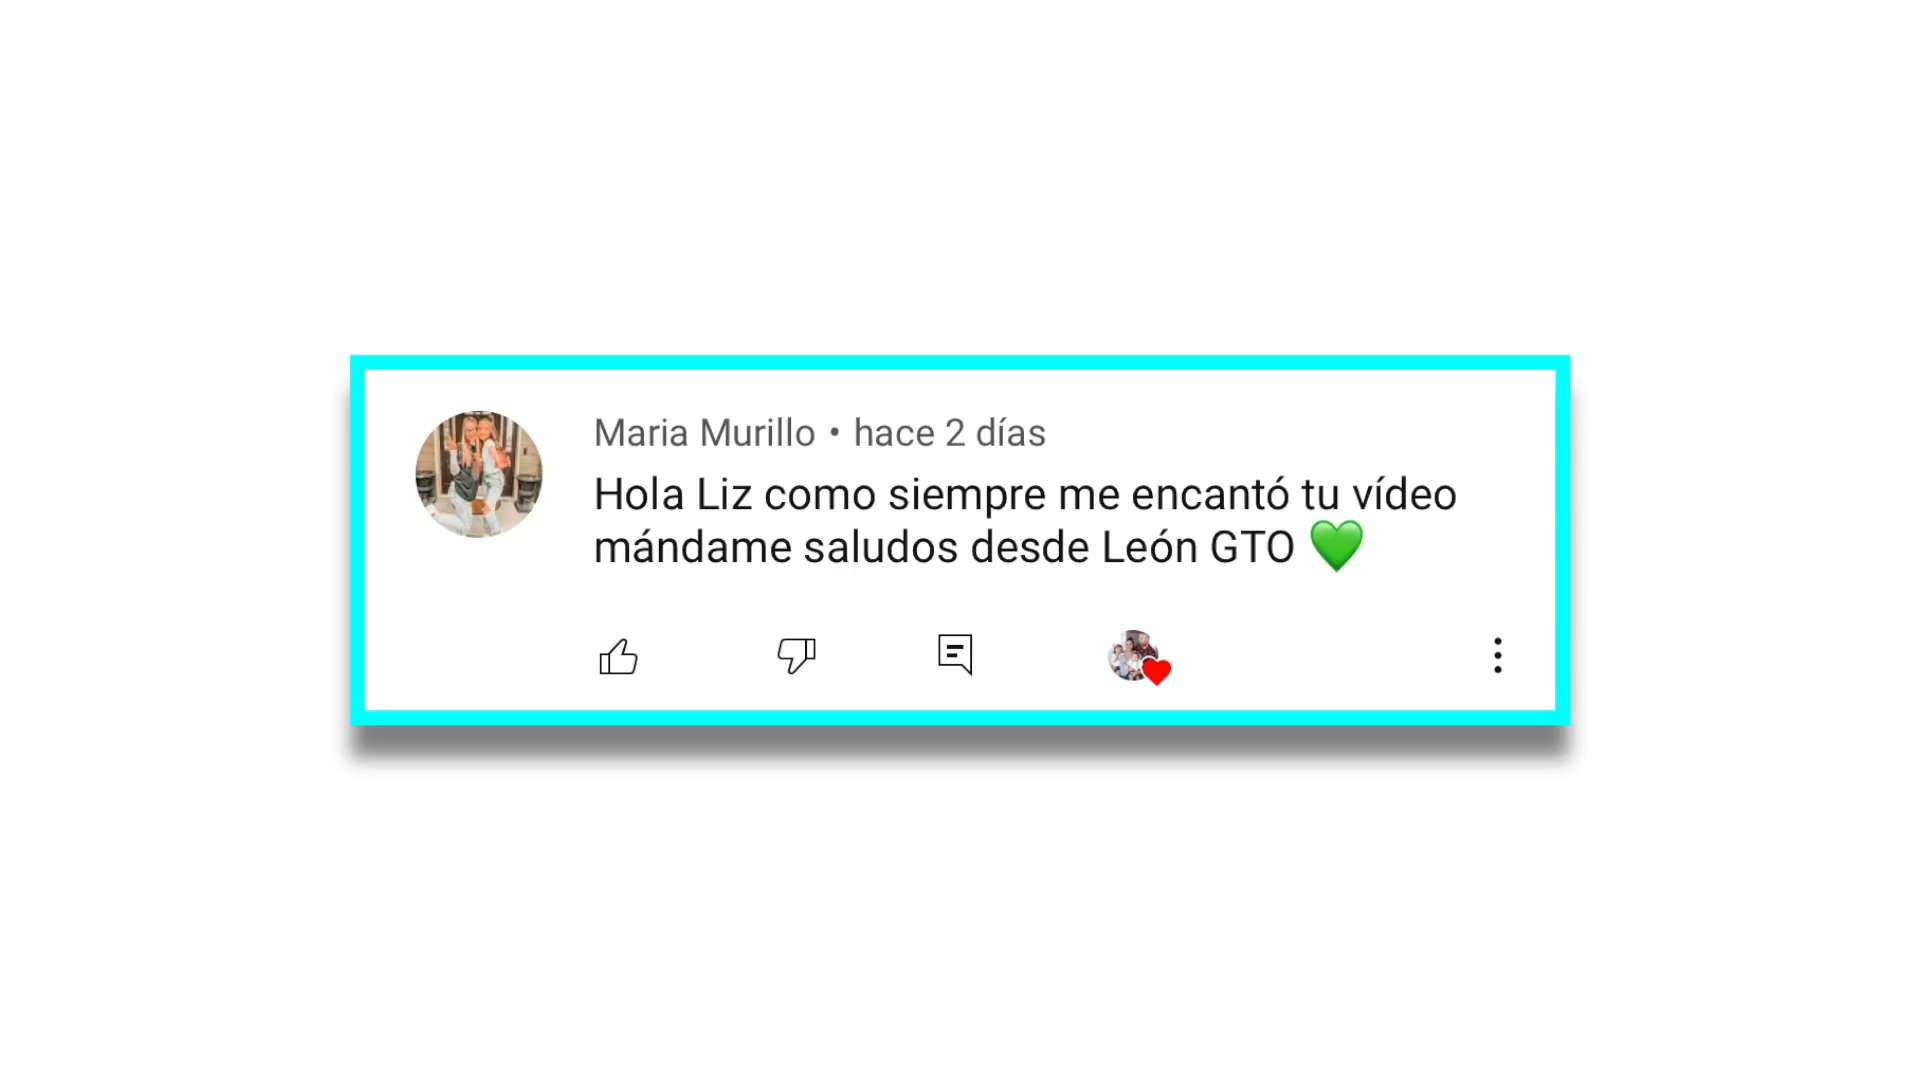 Maria Murillo • hace 2 días
Hola Liz como siempre me encantó tu vídeo
mándame saludos desde León GTO 💚